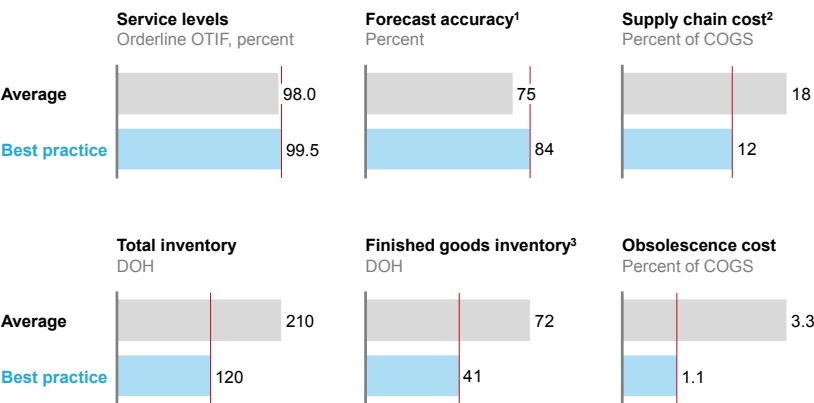 Service levels
Orderline OTIF, percent
Forecast accuracy¹
Percent
Supply chain cost²
Percent of COGS
Average
98.0
75
18
Best practice
99.5
84
12
Total inventory
DOH
Finished goods inventory³
DOH
Obsolescence cost
Percent of COGS
Average
210
72
3.3
Best practice
120
41
1.1